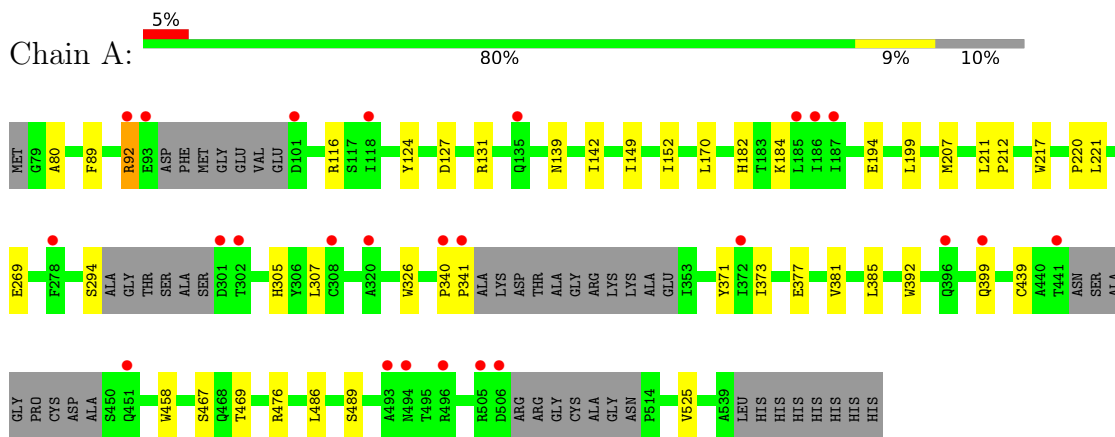 5%
Chain A:
80% 9% 10%
MET G79 A80 F89 R92 E93 ASP PHE MET GLY GLU VAL GLU D101 R116 S117 I118 Y124 D127 R131 Q135 N139 I142 I149 I152 L170 H182 T183 K184 L185 I186 I187 E194 L199 M207 L211 P212 W217 P220 L221
E269 F278 S294 ALA GLY THR SER ALA SER D301 T302 H305 Y306 L307 C308 A320 W326 P340 P341 ALA LYS ASP THR ALA GLY ARG LYS LYS ALA GLU I353 Y371 I372 I373 E377 V381 L385 W392 Q396 Q399 C439 A440 T441 ASN SER ALA
GLY PRO CYS ASP ALA S450 Q451 W458 S467 Q468 T469 R476 L486 S489 A493 N494 T495 R496 R505 D506 ARG ARG GLY CYS ALA GLY ASN P514 V525 A539 LEU HIS HIS HIS HIS HIS HIS HIS HIS